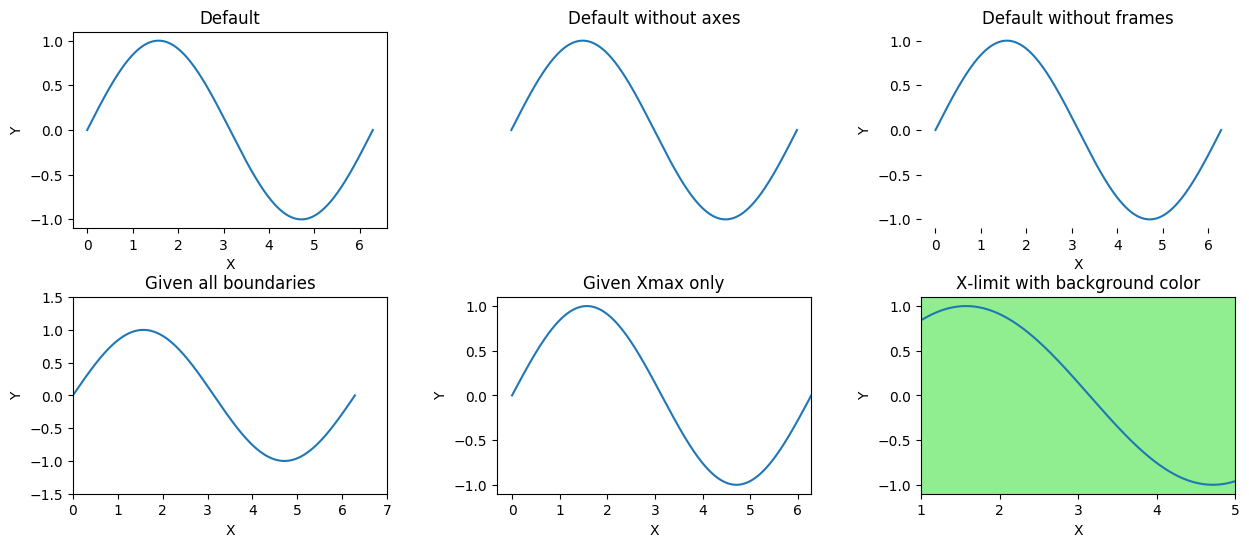 Default
1.0
0.5
0.0
−0.5
−1.0
Y
0 1 2 3 4 5 6
X
Default without axes
Default without frames
1.0
0.5
0.0
−0.5
−1.0
Y
0 1 2 3 4 5 6
X
Given all boundaries
1.5
1.0
0.5
0.0
−0.5
−1.0
−1.5
Y
0 1 2 3 4 5 6 7
X
Given Xmax only
1.0
0.5
0.0
−0.5
−1.0
Y
0 1 2 3 4 5 6
X
X-limit with background color
1.0
0.5
0.0
−0.5
−1.0
Y
1 2 3 4 5
X